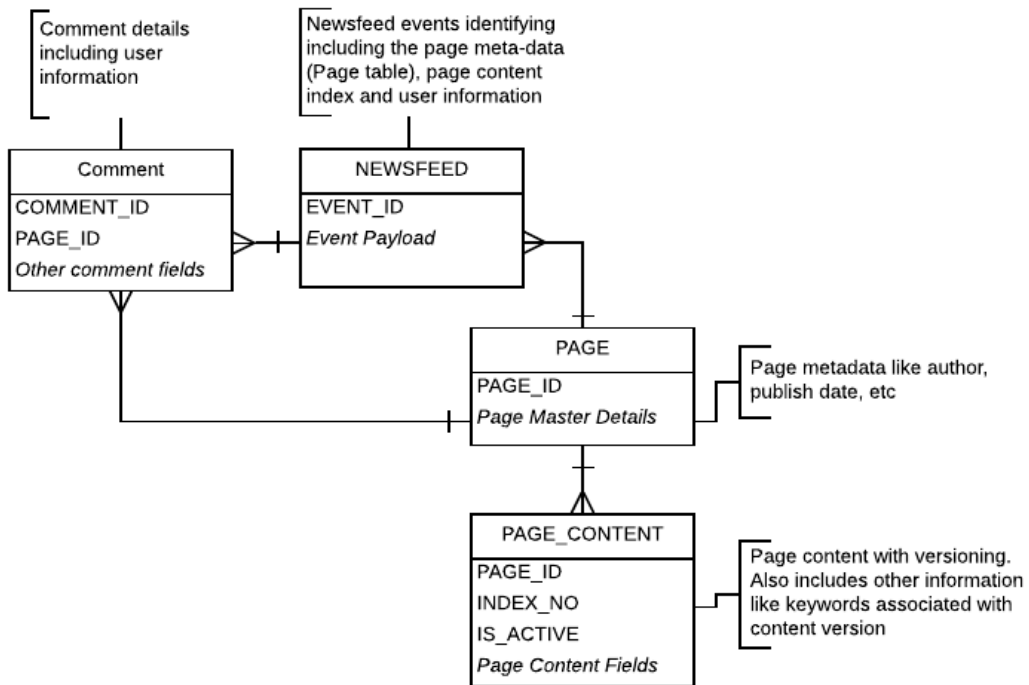 Comment details
including user
information
Newsfeed events identifying
including the page meta-data
(Page table), page content
index and user information
Comment
COMMENT_ID
PAGE_ID
Other comment fields
NEWSFEED
EVENT_ID
Event Payload
PAGE
PAGE_ID
Page Master Details
Page metadata like author,
publish date, etc
PAGE_CONTENT
PAGE_ID
INDEX_NO
IS_ACTIVE
Page Content Fields
Page content with versioning.
Also includes other information
like keywords associated with
content version